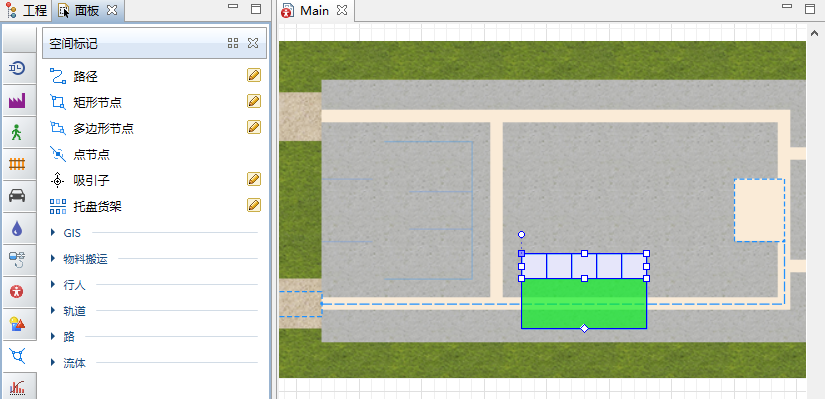 工程
面板
Main
空间标记
路径
矩形节点
多边形节点
点节点
吸引子
托盘货架
GIS
物料搬运
行人
轨道
路
流体